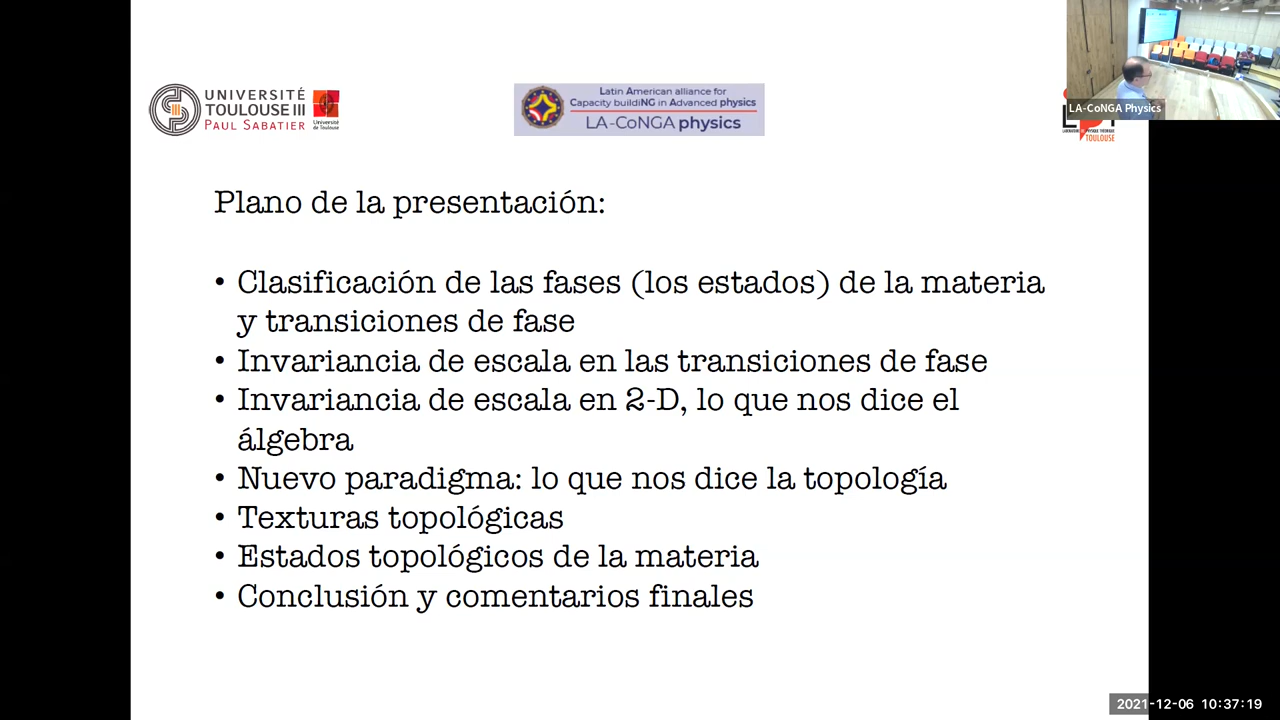 UNIVERSITÉ
TOULOUSE III
PAUL SABATIER
Université
de Toulouse
Latin American alliance for
Capacity buildiNG in Advanced physics
LA-CoNGA physics
LA-CoNGA Physics
TOULOUSE
Plano de la presentación:
• Clasificación de las fases (los estados) de la materia
y transiciones de fase
• Invariancia de escala en las transiciones de fase
• Invariancia de escala en 2-D, lo que nos dice el
álgebra
• Nuevo paradigma: lo que nos dice la topología
• Texturas topológicas
• Estados topológicos de la materia
• Conclusión y comentarios finales
2021-12-06 10:37:19